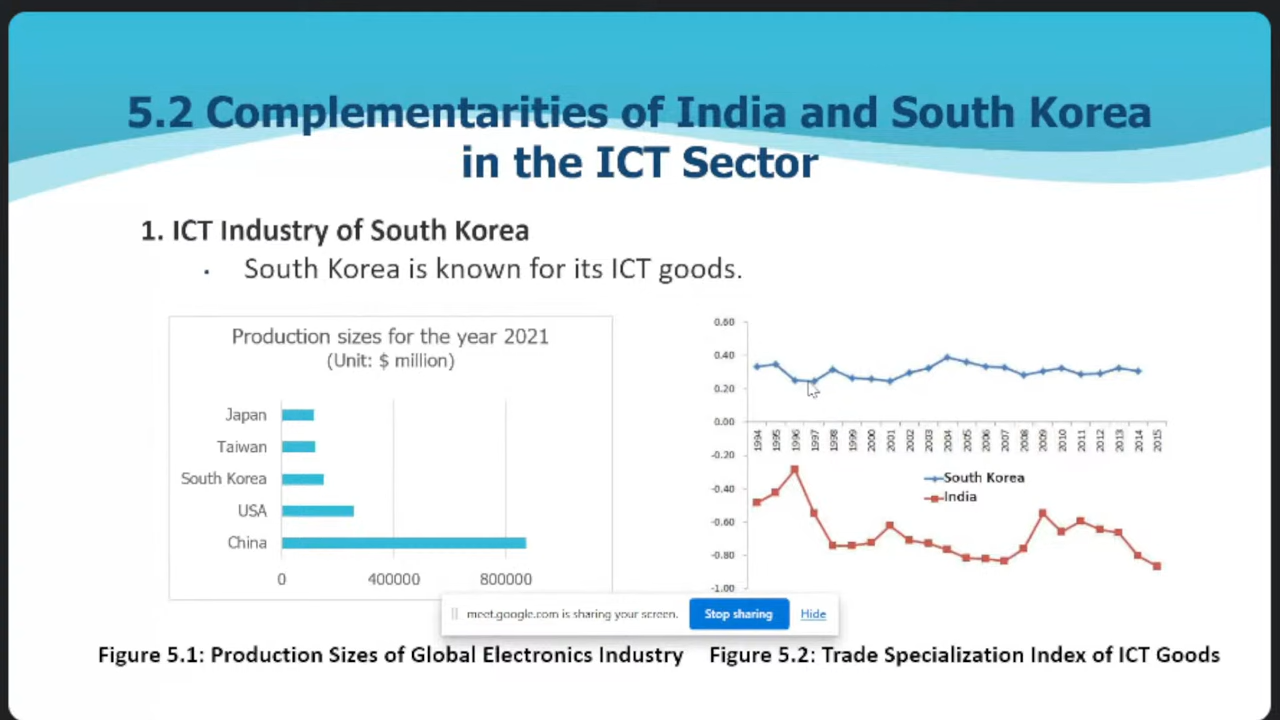 5.2 Complementarities of India and South Korea
in the ICT Sector
1. ICT Industry of South Korea
· South Korea is known for its ICT goods.
Production sizes for the year 2021
(Unit: $ million)
Japan
Taiwan
South Korea
USA
China
0 400000 800000
0.60
0.40
0.20
0.00
1994 1995 1996 1997 1998 1999 2000 2001 2002 2003 2004 2005 2006 2007 2008 2009 2010 2011 2012 2013 2014 2015
-0.20
-0.40
-0.60
-0.80
-1.00
South Korea
India
meet.google.com is sharing your screen. Stop sharing Hide
Figure 5.1: Production Sizes of Global Electronics Industry
Figure 5.2: Trade Specialization Index of ICT Goods